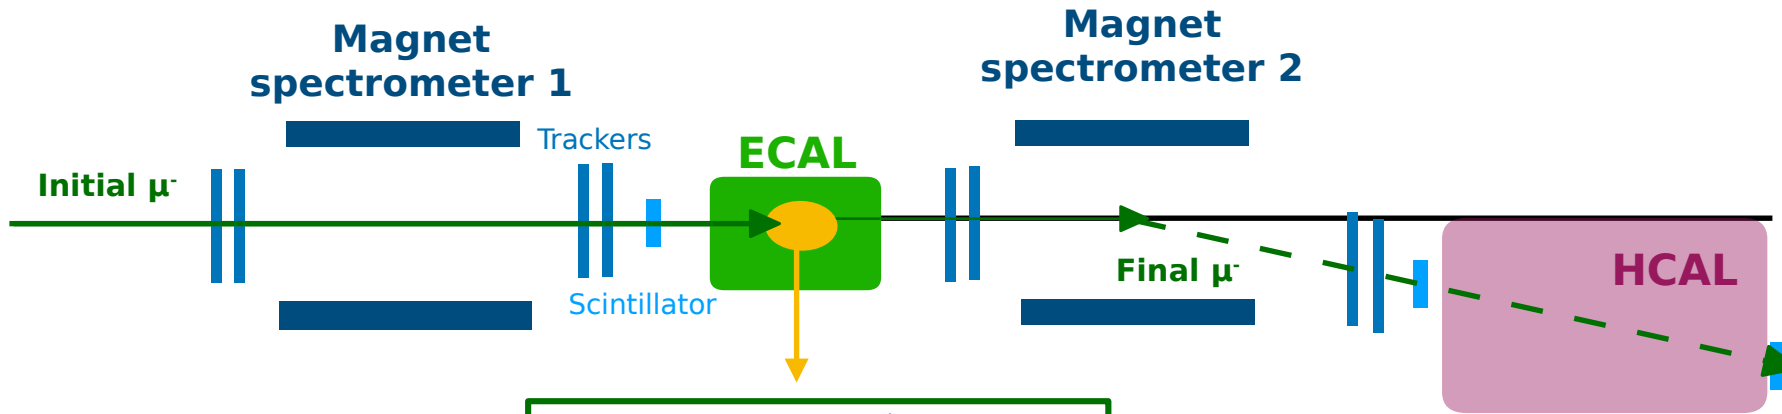 Magnet
spectrometer 1
Magnet
spectrometer 2
Trackers
ECAL
Initial μ-
Final μ-
HCAL
Scintillator